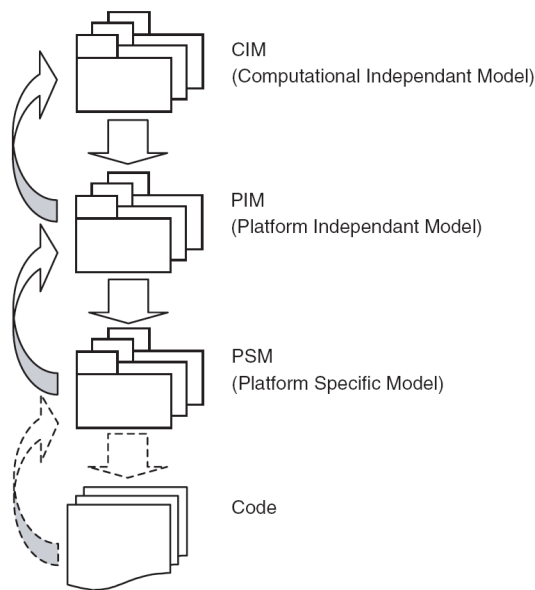 CIM
(Computational Independant Model)
PIM
(Platform Independant Model)
PSM
(Platform Specific Model)
Code